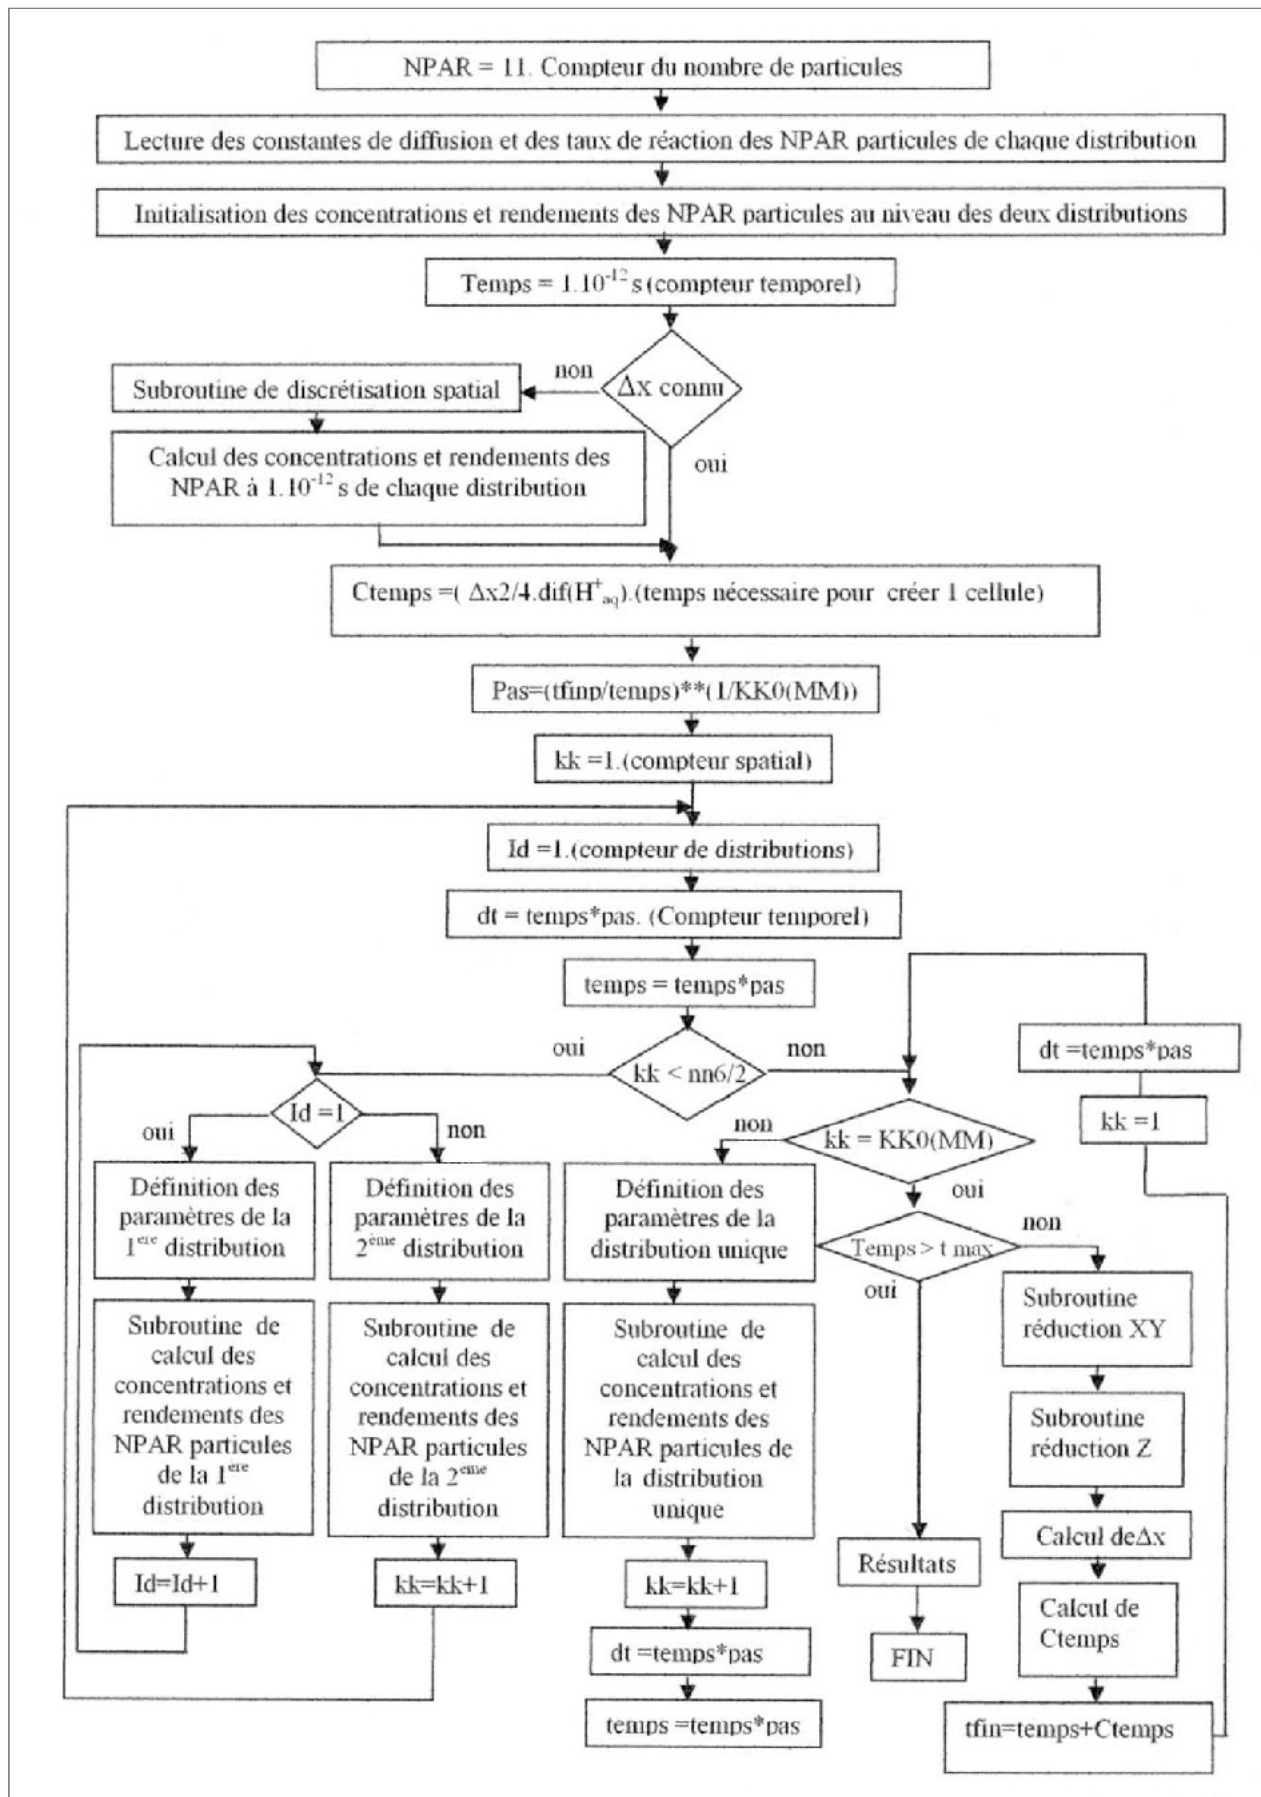 NPAR = 11. Compteur du nombre de particules
Lecture des constantes de diffusion et des taux de réaction des NPAR particules de chaque distribution
Initialisation des concentrations et rendements des NPAR particules au niveau des deux distributions
Temps = 1.10⁻¹² s (compteur temporel)
Δx connu
non
oui
Subroutine de discrétisation spatial
Calcul des concentrations et rendements des
NPAR à 1.10⁻¹² s de chaque distribution
Ctemps =( Δx2/4.dif(H⁺aq).(temps nécessaire pour créer 1 cellule)
Pas=(tfinp/temps)**(1/KK0(MM))
kk =1.(compteur spatial)
Id =1.(compteur de distributions)
dt = temps*pas. (Compteur temporel)
temps = temps*pas
kk < nn6/2
oui
non
Id =1
oui
non
Définition des
paramètres de la
1ere distribution
Subroutine de
calcul des
concentrations et
rendements des
NPAR particules
de la 1ere
distribution
Id=Id+1
Définition des
paramètres de la
2ème distribution
Subroutine de
calcul des
concentrations et
rendements des
NPAR particules
de la 2eme
distribution
kk=kk+1
kk = KK0(MM)
non
oui
Définition des
paramètres de la
distribution unique
Subroutine de
calcul des
concentrations et
rendements des
NPAR particules de
la distribution
unique
kk=kk+1
dt =temps*pas
temps =temps*pas
Temps > t max
oui
non
Résultats
FIN
Subroutine
réduction XY
Subroutine
réduction Z
Calcul deΔx
Calcul de
Ctemps
tfin=temps+Ctemps
kk =1
dt =temps*pas